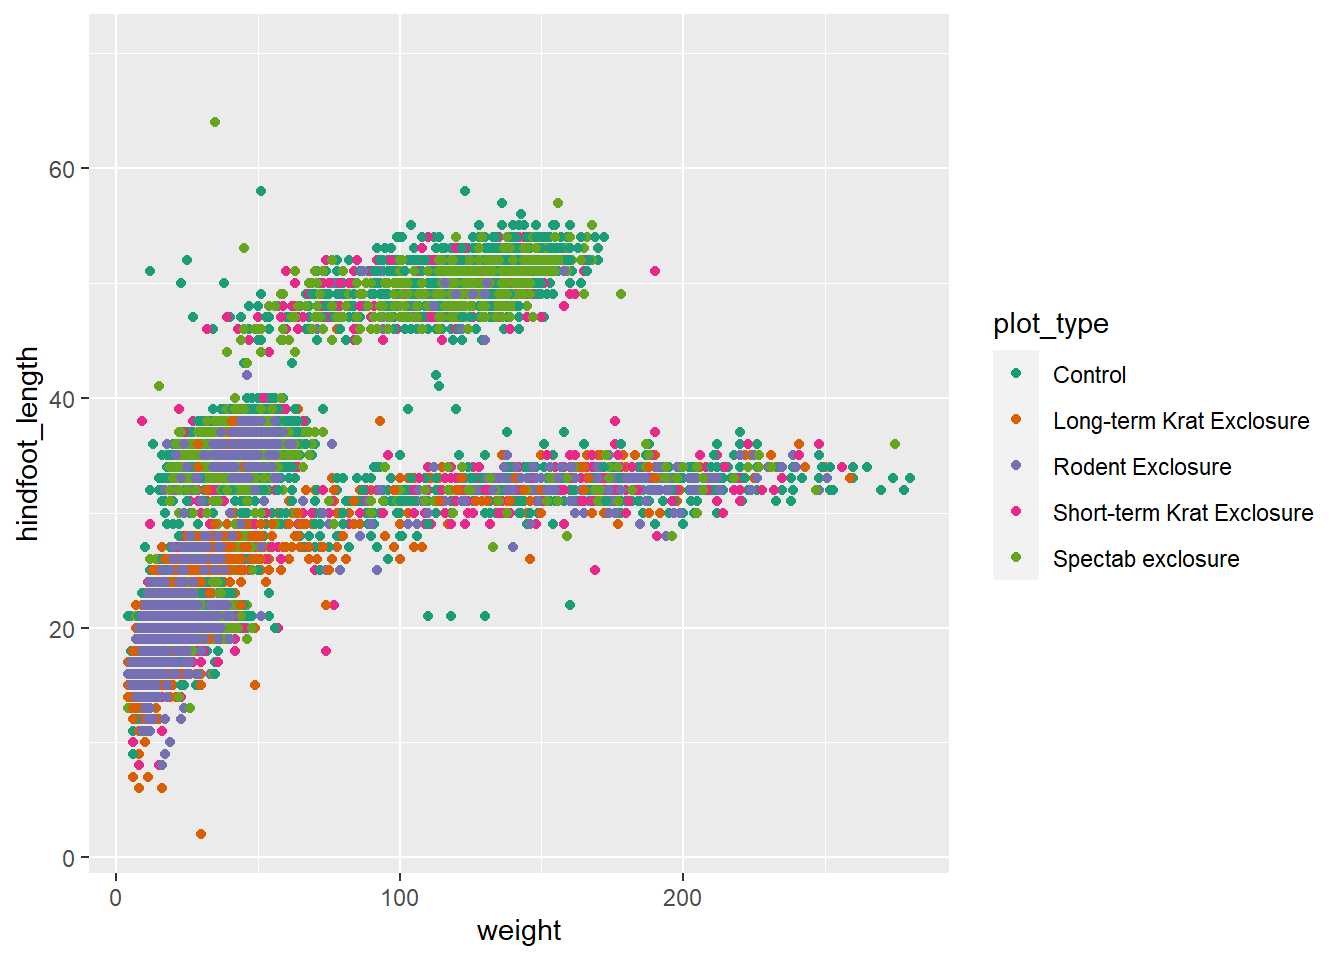 60
40
20
0
hindfoot_length
0
100
200
weight
plot_type
Control
Long-term Krat Exclosure
Rodent Exclosure
Short-term Krat Exclosure
Spectab exclosure